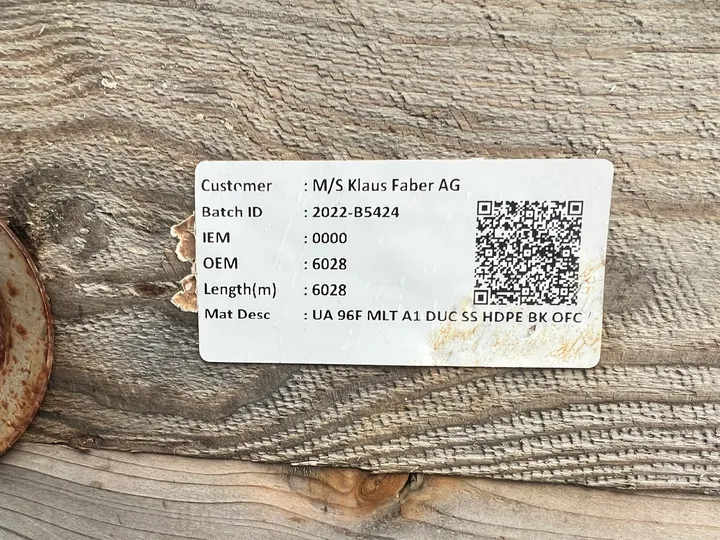 Customer : M/S Klaus Faber AG
Batch ID : 2022-B5424
IEM : 0000
OEM : 6028
Length(m) : 6028
Mat Desc : UA 96F MLT A1 DUC SS HDPE BK OFC